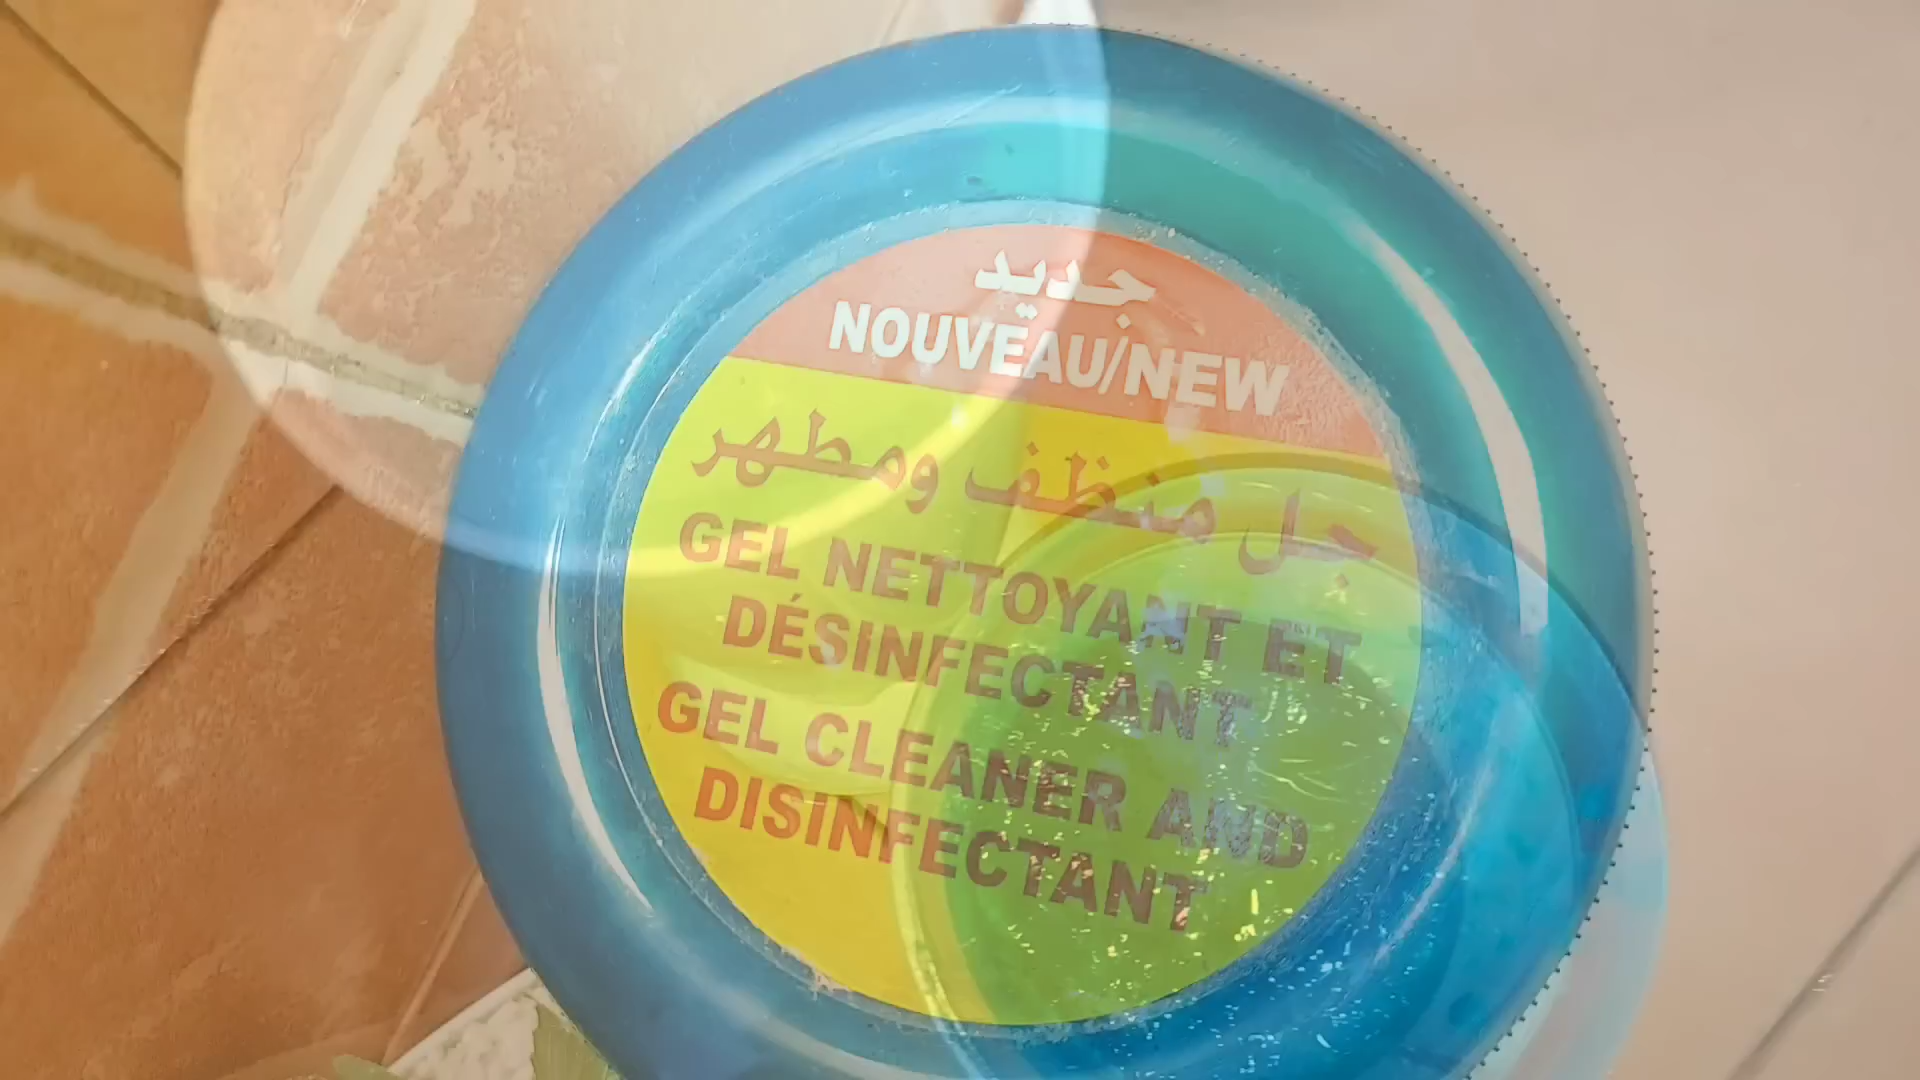 جديد
NOUVEAU/NEW
جل منظف ومطهر
GEL NETTOYANT ET
DÉSINFECTANT
GEL CLEANER AND
DISINFECTANT